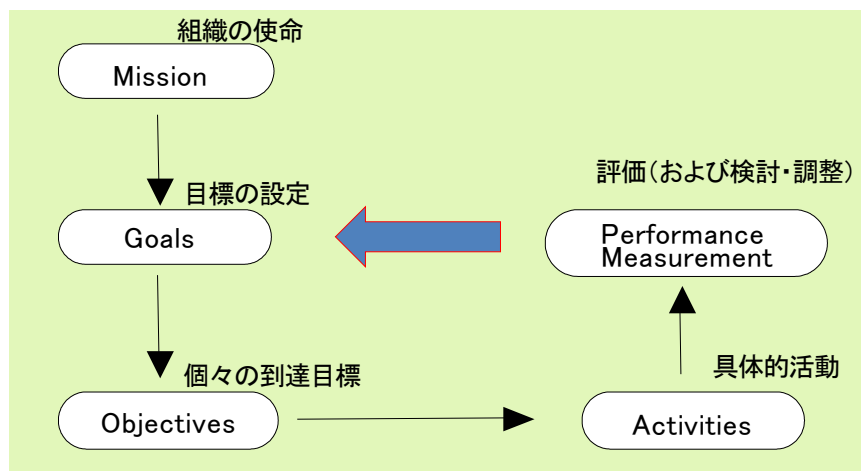 組織の使命
Mission
目標の設定
Goals
個々の到達目標
Objectives
評価(および検討・調整)
Performance
Measurement
具体的活動
Activities